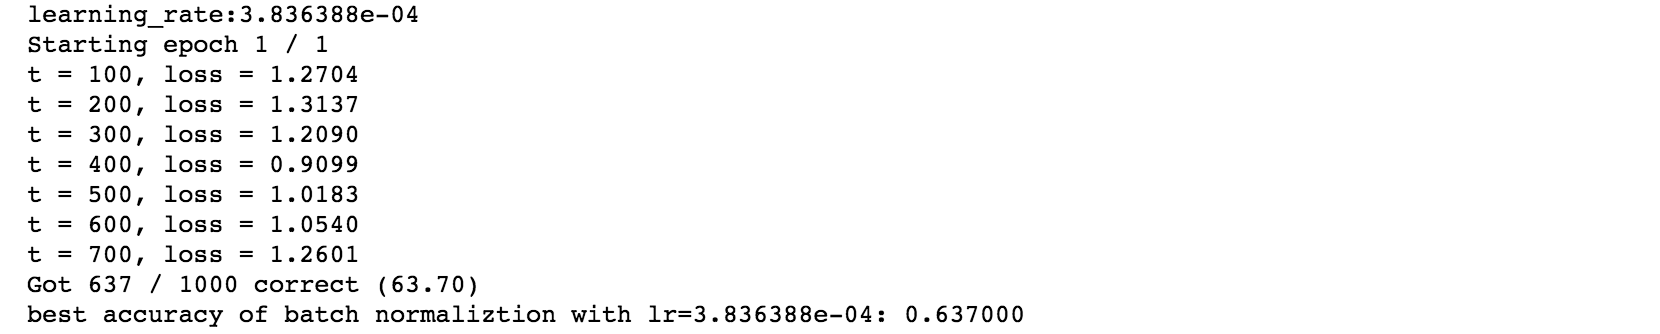 learning_rate:3.836388e-04
Starting epoch 1 / 1
t = 100, loss = 1.2704
t = 200, loss = 1.3137
t = 300, loss = 1.2090
t = 400, loss = 0.9099
t = 500, loss = 1.0183
t = 600, loss = 1.0540
t = 700, loss = 1.2601
Got 637 / 1000 correct (63.70)
best accuracy of batch normaliztion with lr=3.836388e-04: 0.637000